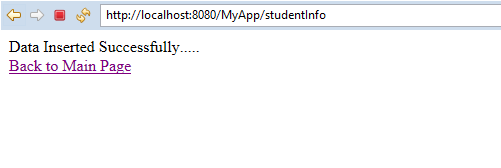 http://localhost:8080/MyApp/studentInfo
Data Inserted Successfully.....
Back to Main Page